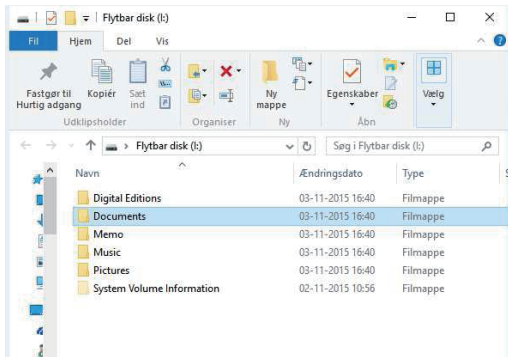 Flytbar disk (I:)
Fil Hjem Del Vis
Fastgør til Hurtig adgang
Kopiér
Sæt ind
Ny mappe
Egenskaber
Vælg
Udklipsholder Organiser Ny Åbn
Flytbar disk (I:) Søg i Flytbar disk (I:)
Navn Ændringsdato Type
Digital Editions 03-11-2015 16:40 Filmappe
Documents 03-11-2015 16:40 Filmappe
Memo 03-11-2015 16:40 Filmappe
Music 03-11-2015 16:40 Filmappe
Pictures 03-11-2015 16:40 Filmappe
System Volume Information 02-11-2015 10:56 Filmappe